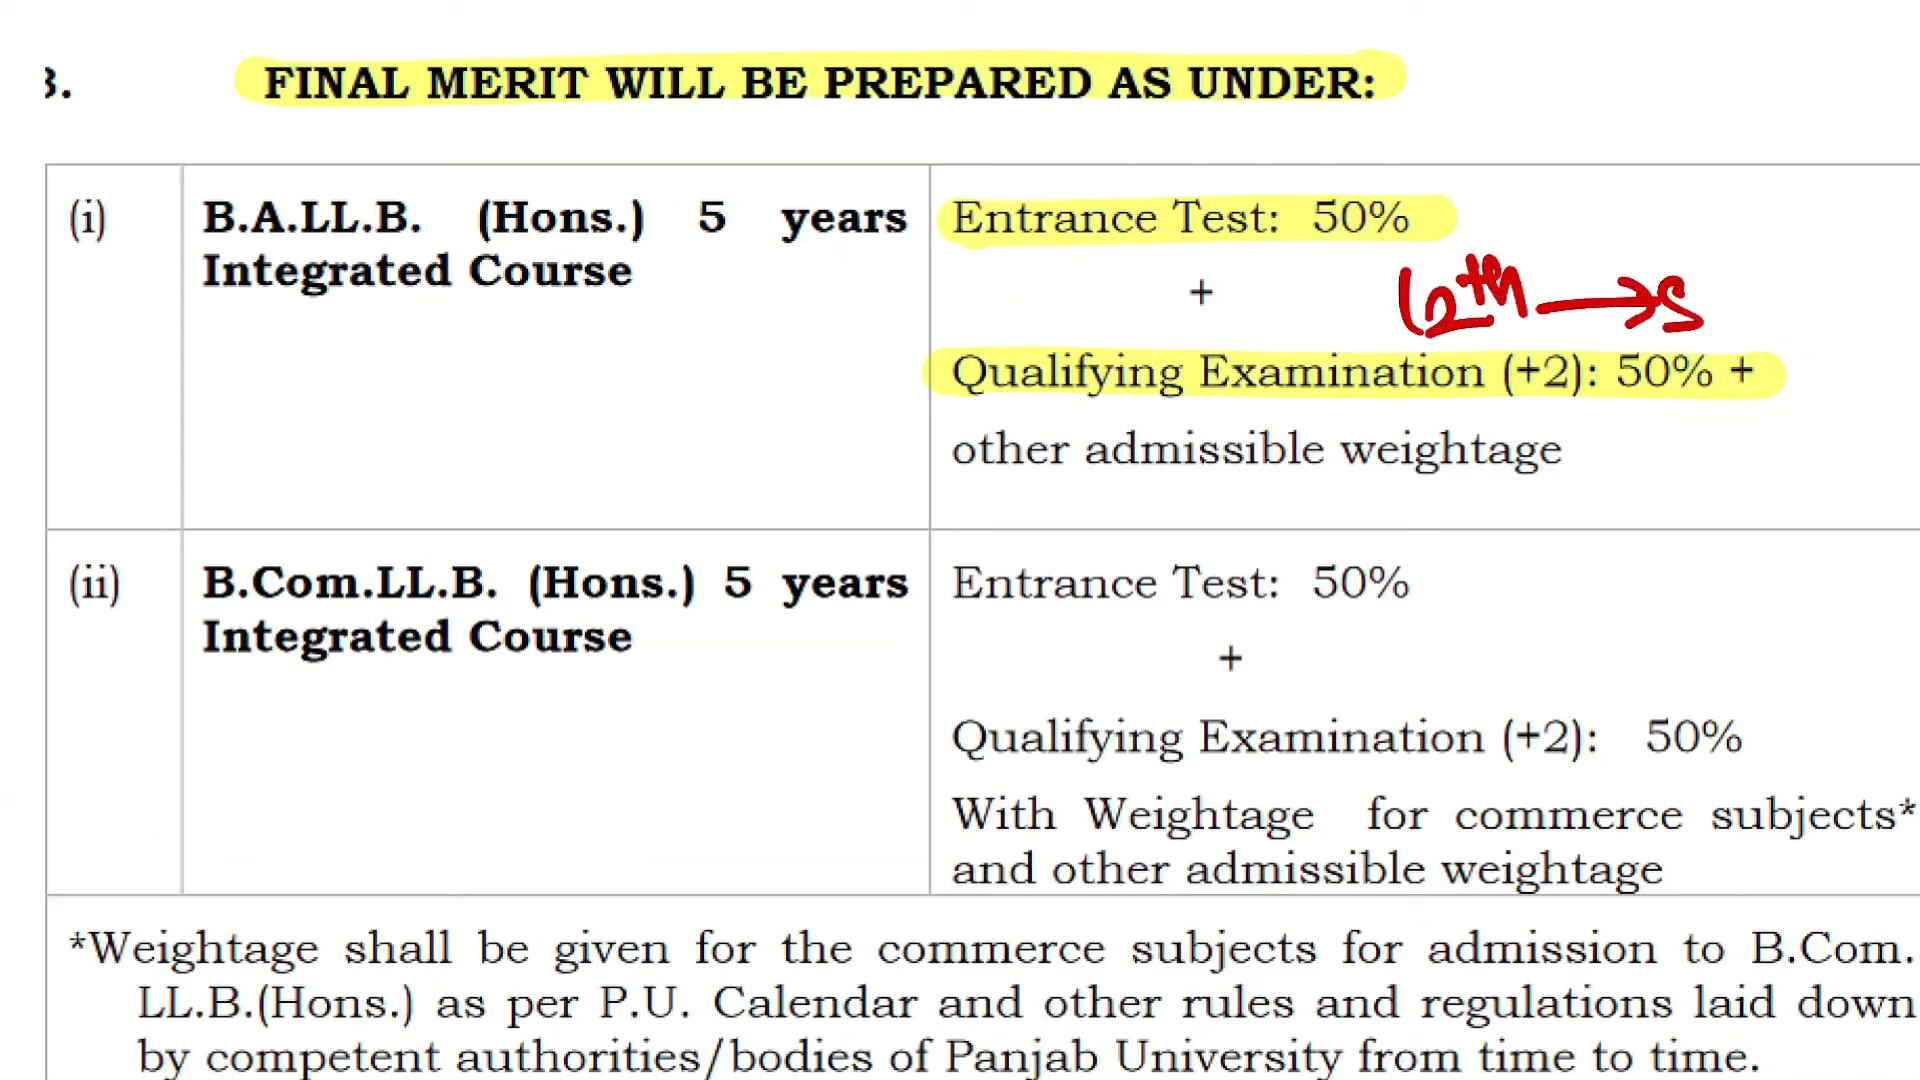 FINAL MERIT WILL BE PREPARED AS UNDER:
(i) B.A.LL.B. (Hons.) 5 years
Integrated Course
Entrance Test: 50%
+
12th →
Qualifying Examination (+2): 50% +
other admissible weightage
(ii) B.Com.LL.B. (Hons.) 5 years
Integrated Course
Entrance Test: 50%
+
Qualifying Examination (+2): 50%
With Weightage for commerce subjects*
and other admissible weightage
*Weightage shall be given for the commerce subjects for admission to B.Com.
LL.B.(Hons.) as per P.U. Calendar and other rules and regulations laid down
by competent authorities/bodies of Panjab University from time to time.